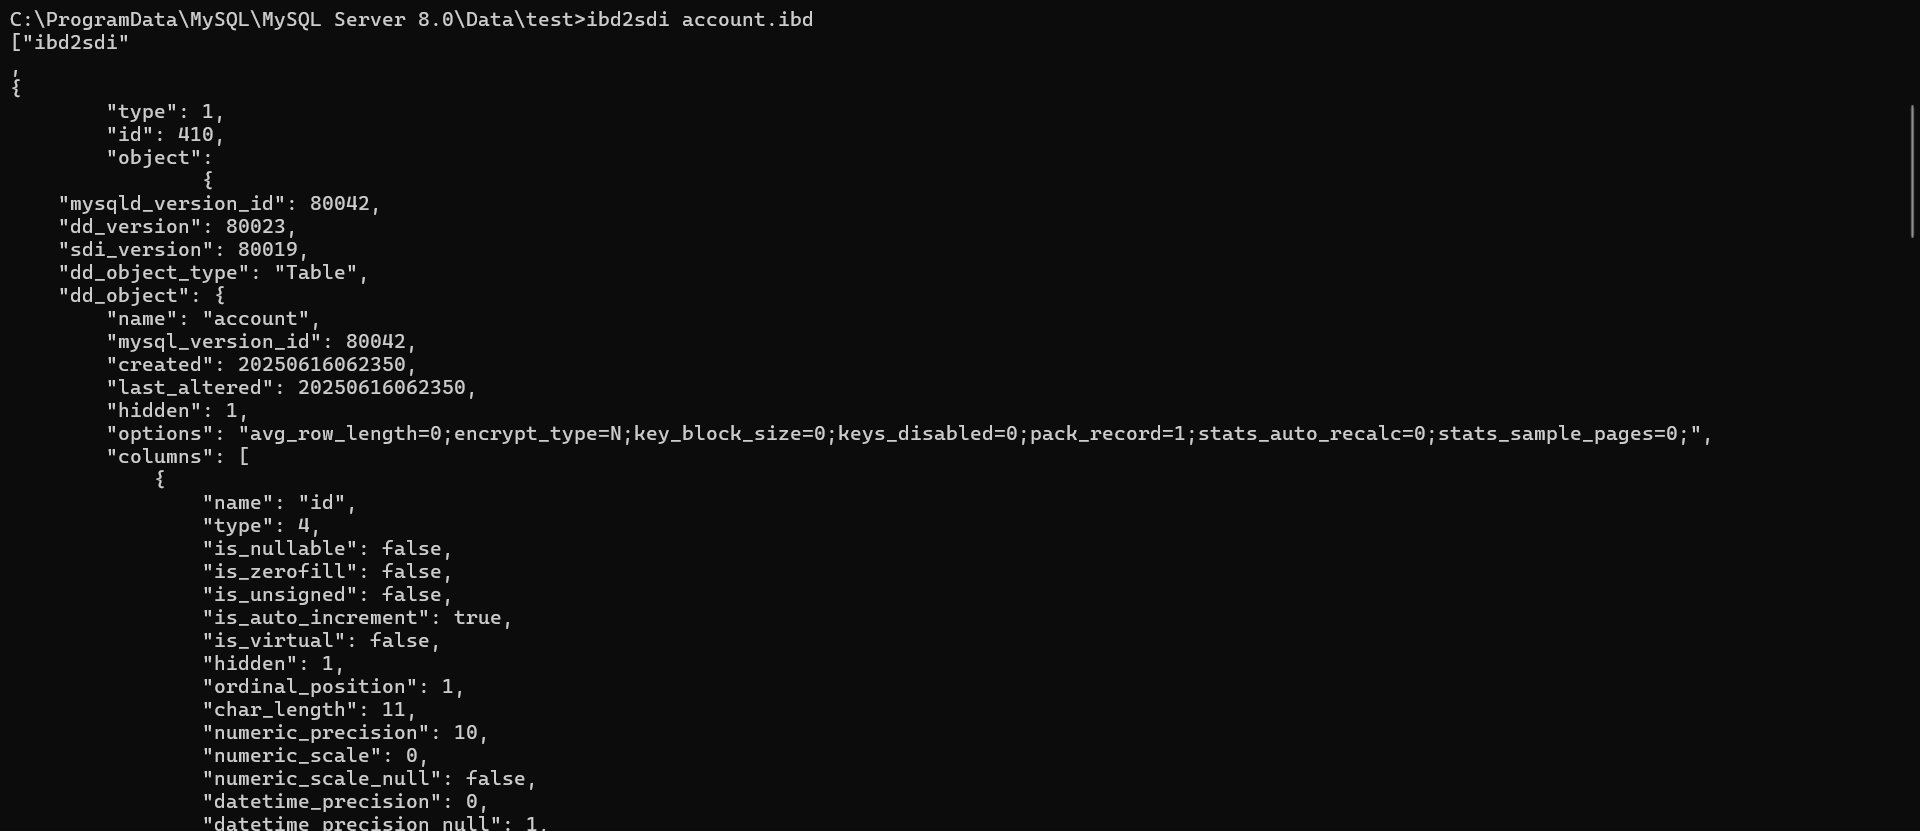 C:\ProgramData\MySQL\MySQL Server 8.0\Data\test>ibd2sdi account.ibd
["ibd2sdi"
,
{
        "type": 1,
        "id": 410,
        "object":
                {
    "mysqld_version_id": 80042,
    "dd_version": 80023,
    "sdi_version": 80019,
    "dd_object_type": "Table",
    "dd_object": {
        "name": "account",
        "mysql_version_id": 80042,
        "created": 20250616062350,
        "last_altered": 20250616062350,
        "hidden": 1,
        "options": "avg_row_length=0;encrypt_type=N;key_block_size=0;keys_disabled=0;pack_record=1;stats_auto_recalc=0;stats_sample_pages=0;",
        "columns": [
            {
                "name": "id",
                "type": 4,
                "is_nullable": false,
                "is_zerofill": false,
                "is_unsigned": false,
                "is_auto_increment": true,
                "is_virtual": false,
                "hidden": 1,
                "ordinal_position": 1,
                "char_length": 11,
                "numeric_precision": 10,
                "numeric_scale": 0,
                "numeric_scale_null": false,
                "datetime_precision": 0,
                "datetime_precision_null": 1,